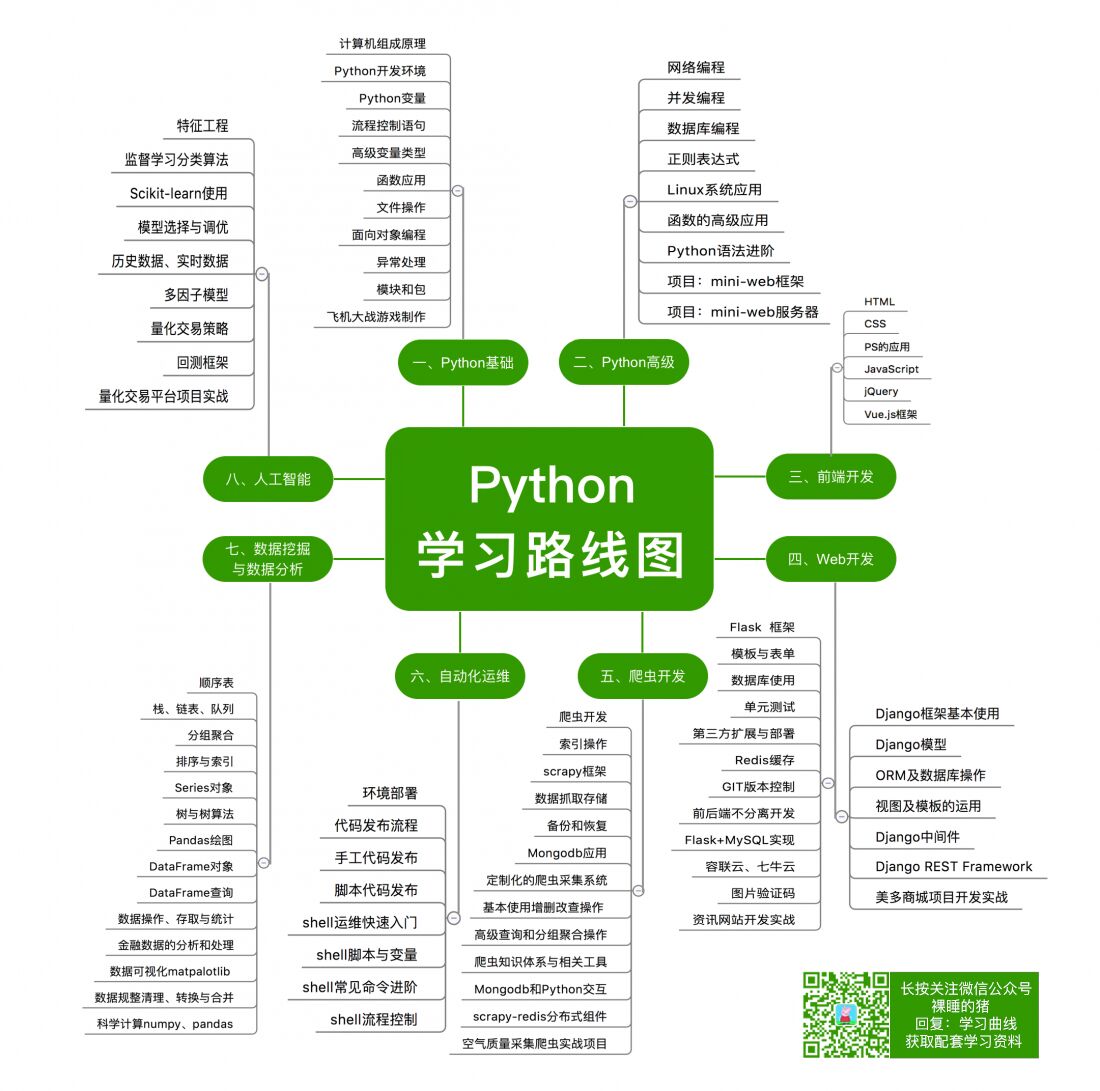 Python
学习路线图
一、Python基础
计算机组成原理
Python开发环境
Python变量
流程控制语句
高级变量类型
函数应用
文件操作
面向对象编程
异常处理
模块和包
飞机大战游戏制作
二、Python高级
网络编程
并发编程
数据库编程
正则表达式
Linux系统应用
函数的高级应用
Python语法进阶
项目：mini-web框架
项目：mini-web服务器
三、前端开发
HTML
CSS
PS的应用
JavaScript
jQuery
Vue.js框架
四、Web开发
Flask 框架
模板与表单
数据库使用
单元测试
第三方扩展与部署
Redis缓存
GIT版本控制
前后端不分离开发
Flask+MySQL实现
容联云、七牛云
图片验证码
资讯网站开发实战
Django框架基本使用
Django模型
ORM及数据库操作
视图及模板的运用
Django中间件
Django REST Framework
美多商城项目开发实战
五、爬虫开发
爬虫开发
索引操作
scrapy框架
数据抓取存储
备份和恢复
Mongodb应用
定制化的爬虫采集系统
基本使用增删改查操作
高级查询和分组聚合操作
爬虫知识体系与相关工具
Mongodb和Python交互
scrapy-redis分布式组件
空气质量采集爬虫实战项目
六、自动化运维
环境部署
代码发布流程
手工代码发布
脚本代码发布
shell运维快速入门
shell脚本与变量
shell常见命令进阶
shell流程控制
七、数据挖掘
与数据分析
顺序表
栈、链表、队列
分组聚合
排序与索引
Series对象
树与树算法
Pandas绘图
DataFrame对象
DataFrame查询
数据操作、存取与统计
金融数据的分析和处理
数据可视化matpalotlib
数据规整清理、转换与合并
科学计算numpy、pandas
八、人工智能
特征工程
监督学习分类算法
Scikit-learn使用
模型选择与调优
历史数据、实时数据
多因子模型
量化交易策略
回测框架
量化交易平台项目实战
长按关注微信公众号
裸睡的猪
回复：学习曲线
获取配套学习资料